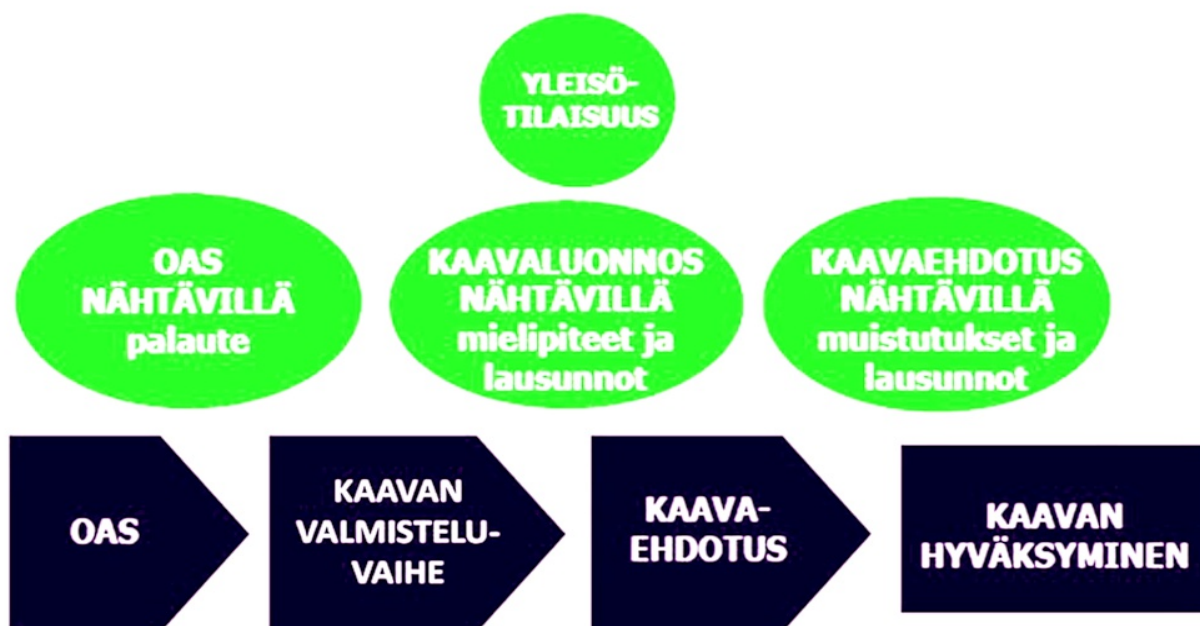 YLEISÖ-
TILAISUUS
OAS
NÄHTÄVILLÄ
palaute
KAAVALUONNOS
NÄHTÄVILLÄ
mielipiteet ja
lausunnot
KAAVAEHDOTUS
NÄHTÄVILLÄ
muistutukset ja
lausunnot
OAS
KAAVAN
VALMISTELU-
VAIHE
KAAVA-
EHDOTUS
KAAVAN
HYVÄKSYMINEN